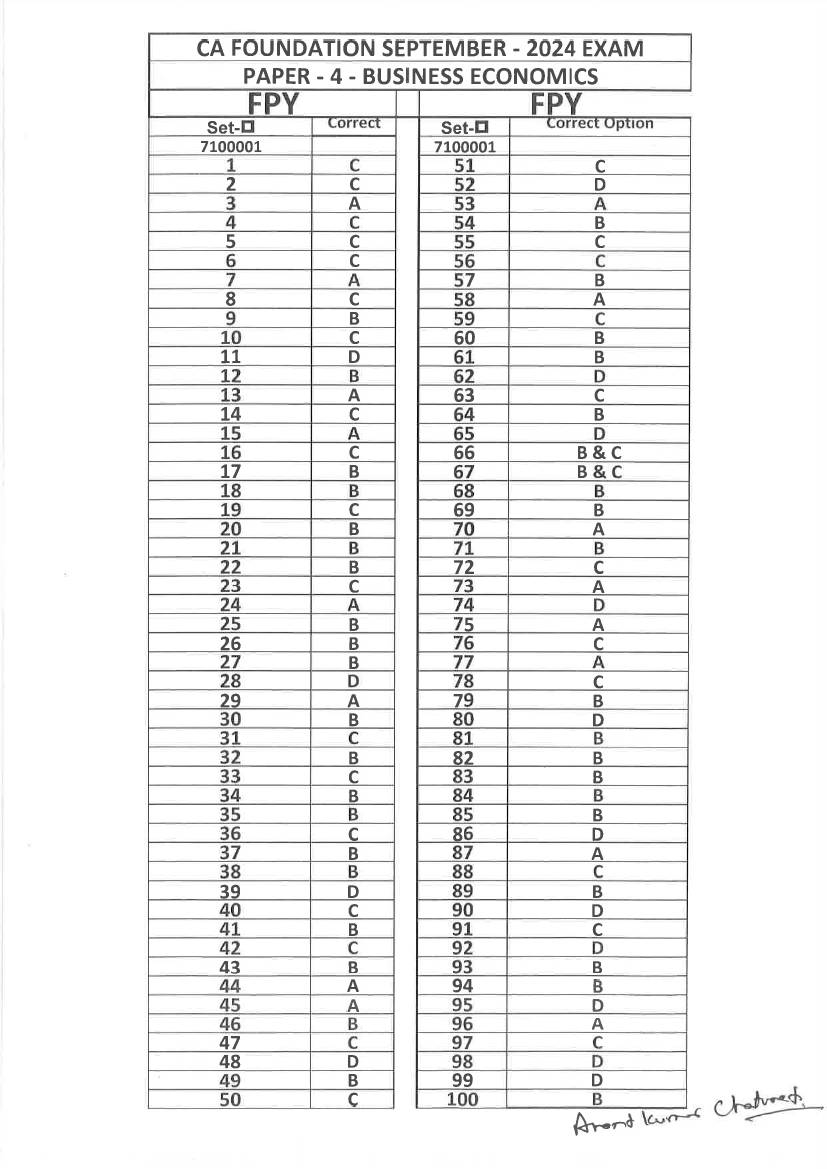 CA FOUNDATION SEPTEMBER - 2024 EXAM
PAPER - 4 - BUSINESS ECONOMICS
FPY FPY
Set-□ Correct Set-□ Correct Option
7100001 7100001
1 C 51 C
2 C 52 D
3 A 53 A
4 C 54 B
5 C 55 C
6 C 56 C
7 A 57 B
8 C 58 A
9 B 59 C
10 C 60 B
11 D 61 B
12 B 62 D
13 A 63 C
14 C 64 B
15 A 65 D
16 C 66 B & C
17 B 67 B & C
18 B 68 B
19 C 69 B
20 B 70 A
21 B 71 B
22 B 72 C
23 C 73 A
24 A 74 D
25 B 75 A
26 B 76 C
27 B 77 A
28 D 78 C
29 A 79 B
30 B 80 D
31 C 81 B
32 B 82 B
33 C 83 B
34 B 84 B
35 B 85 B
36 C 86 D
37 B 87 A
38 B 88 C
39 D 89 B
40 C 90 D
41 B 91 C
42 C 92 D
43 B 93 B
44 A 94 B
45 A 95 D
46 B 96 A
47 C 97 C
48 D 98 D
49 B 99 D
50 C 100 B
Kumar